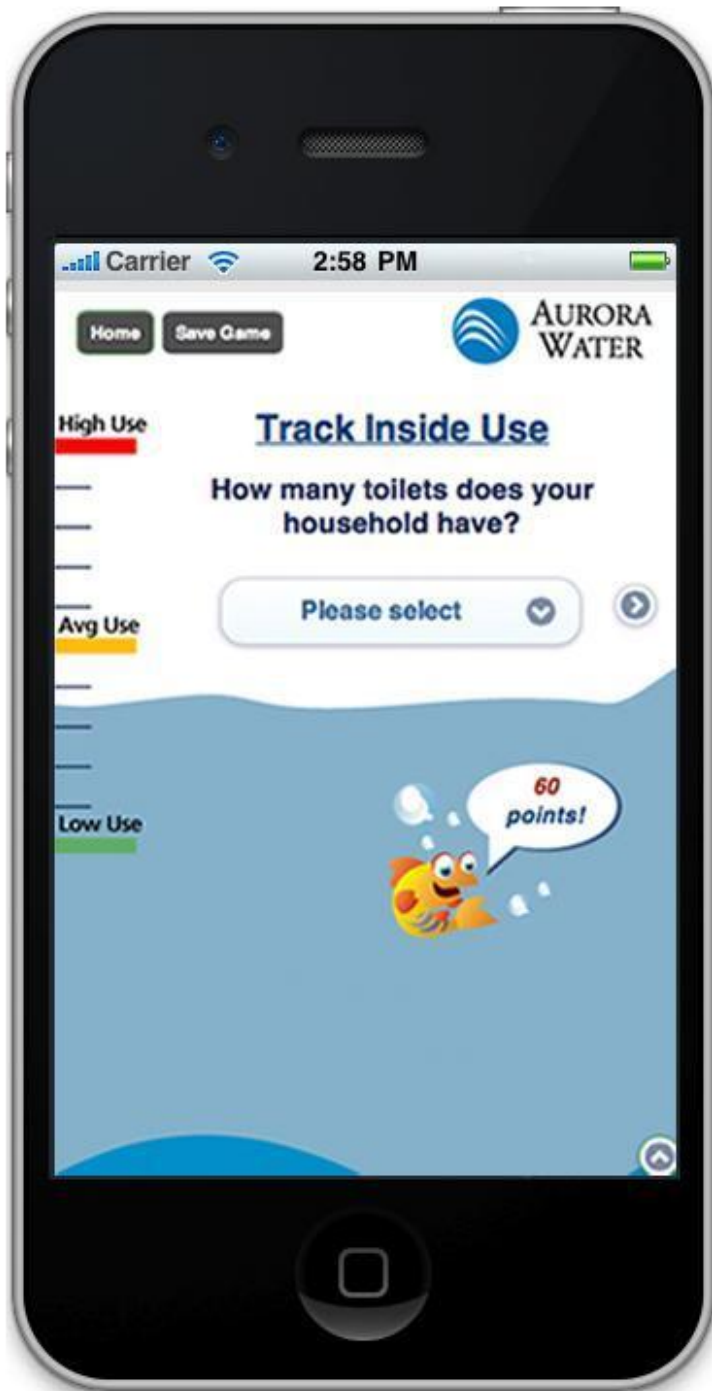 Carrier 2:58 PM
Home Save Game
AURORA
WATER
High Use
Track Inside Use
How many toilets does your
household have?
Please select
Avg Use
60
points!
Low Use